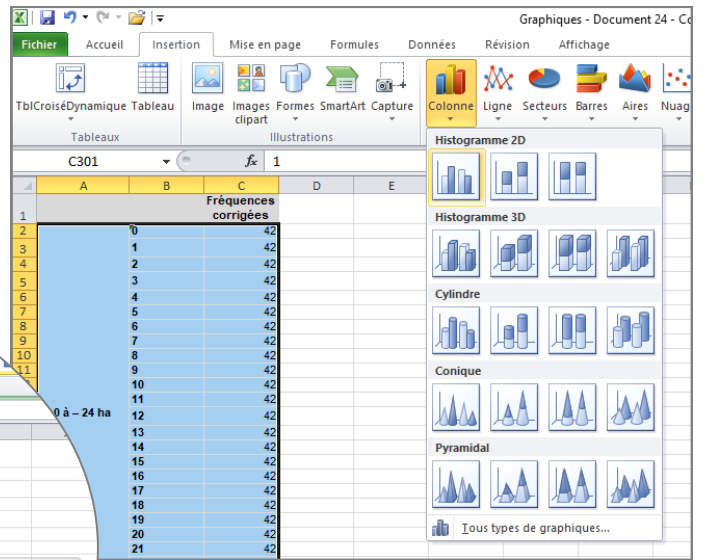 Graphiques - Document 24 - Co
Fichier Accueil Insertion Mise en page Formules Données Révision Affichage
TblCroiséDynamique Tableau Image Images clipart Formes SmartArt Capture Colonne Ligne Secteurs Barres Aires Nuag
Tableaux Illustrations
C301 fx 1
A B C D E
1 Fréquences corrigées
2 0 42
3 1 42
4 2 42
5 3 42
6 4 42
7 5 42
8 6 42
9 7 42
10 8 42
11 9 42
10 42
11 42
0 à – 24 ha 12 42
13 42
14 42
15 42
16 42
17 42
18 42
19 42
20 42
21 42
Histogramme 2D
Histogramme 3D
Cylindre
Conique
Pyramidal
Tous types de graphiques...